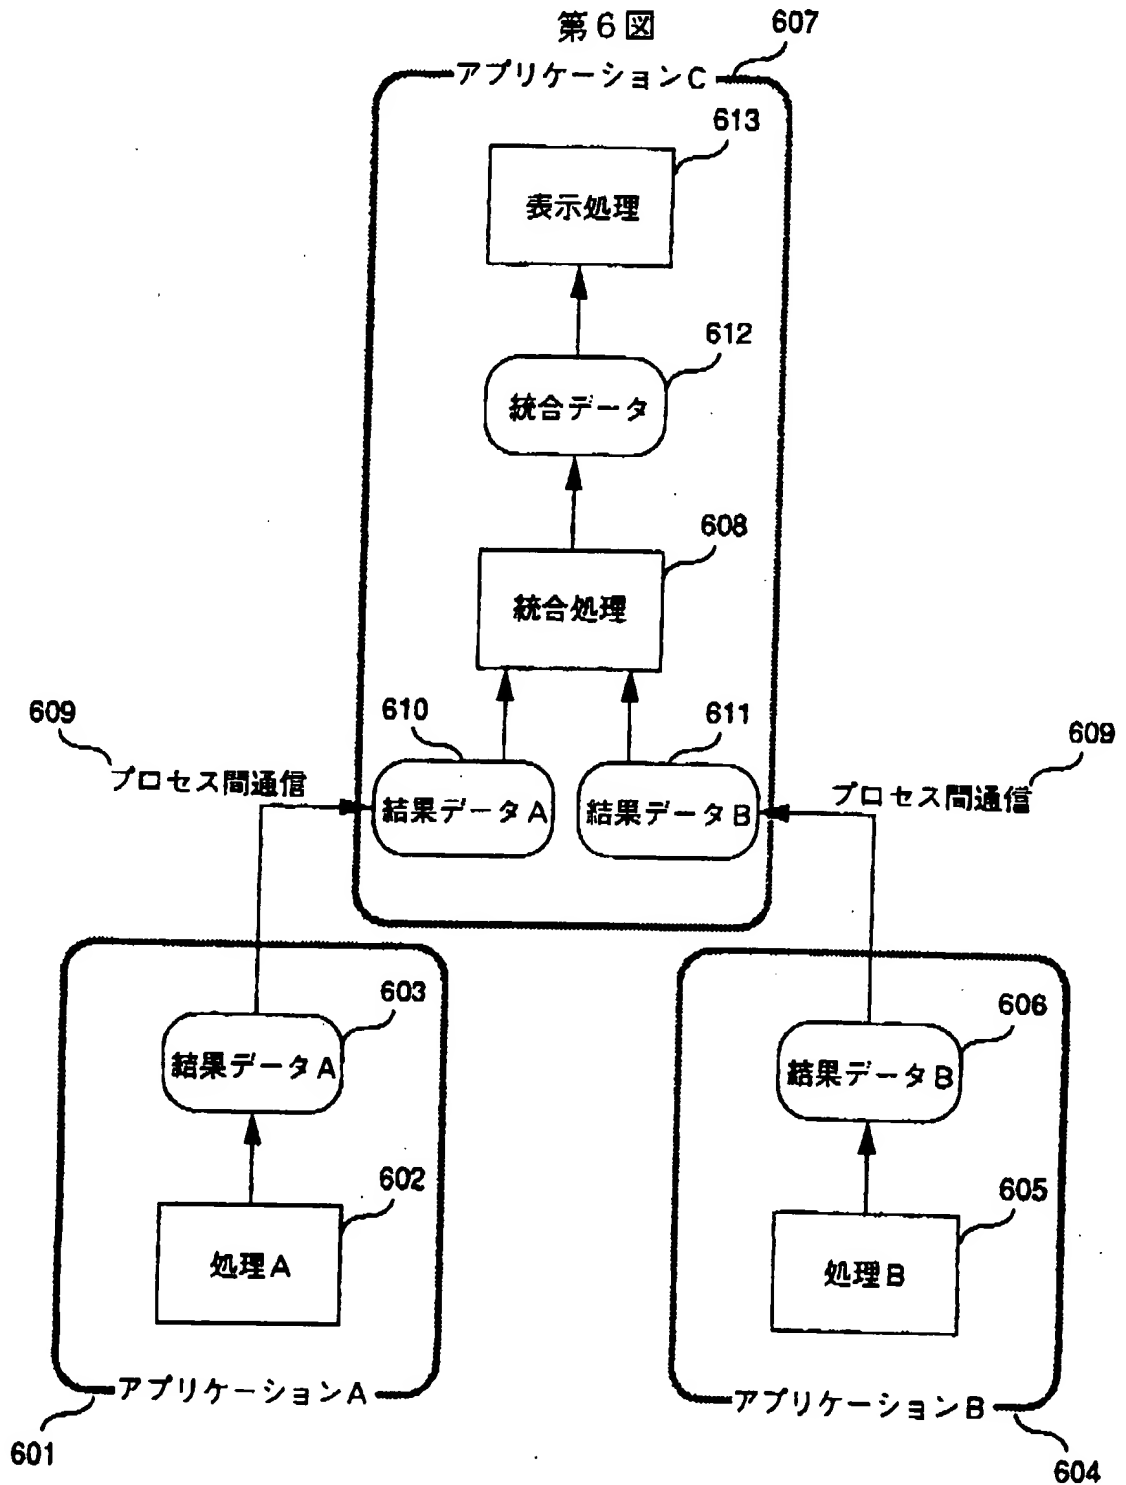 第6図
607
アプリケーションC
613
表示処理
612
統合データ
608
統合処理
609
610
611
609
プロセス間通信
結果データA
結果データB
プロセス間通信
603
結果データA
606
結果データB
602
処理A
605
処理B
アプリケーションA
アプリケーションB
601
604